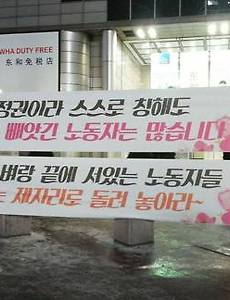 WHA DUTY FREE
东和免税店
정권이라 스스로 칭해도
빼앗긴 노동자는 많습니다
벼랑 끝에 서있는 노동자들
제자리로 돌려 놓아라~